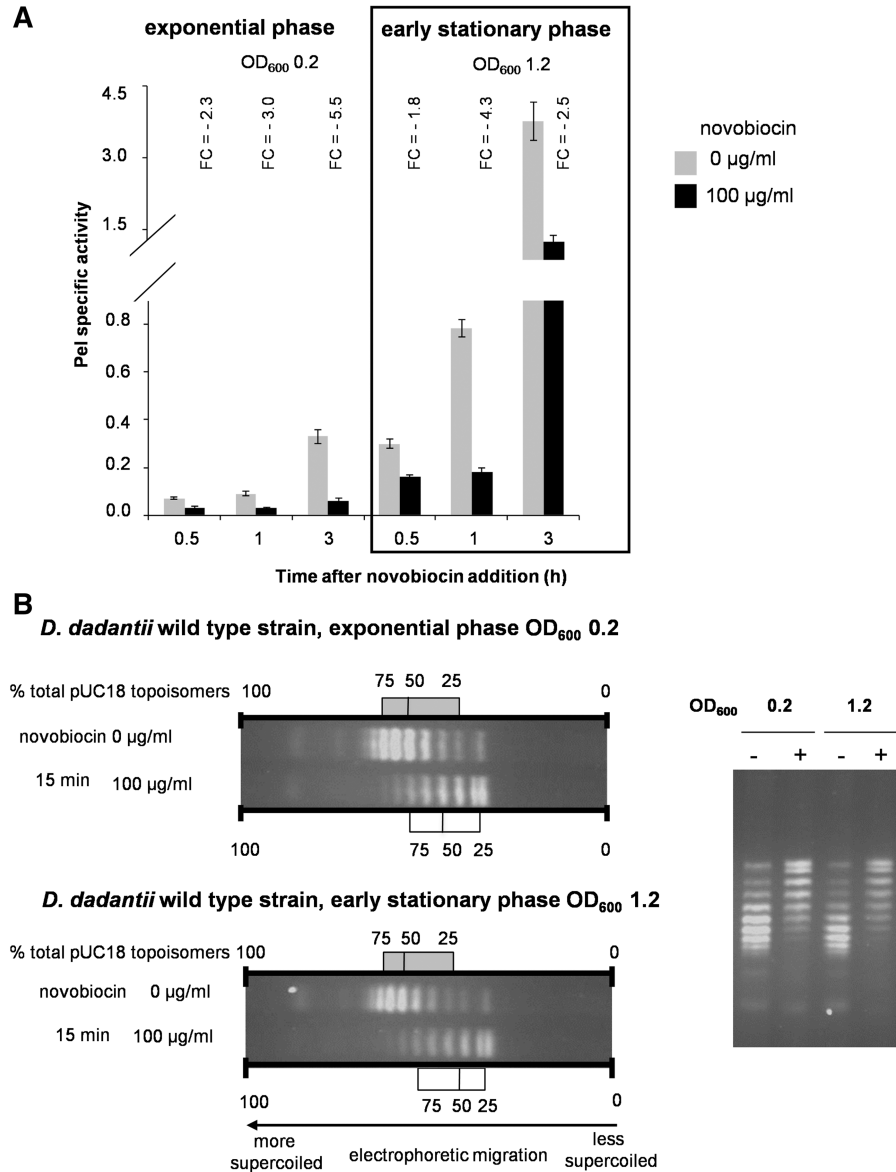 A
exponential phase
early stationary phase
OD600 0.2
OD600 1.2
FC = - 2.3
FC = - 3.0
FC = - 5.5
FC = - 1.8
FC = - 4.3
FC = - 2.5
novobiocin
0 µg/ml
100 µg/ml
Pel specific activity
4.5
3.0
1.5
0.8
0.6
0.4
0.2
0.0
0.5 1 3 0.5 1 3
Time after novobiocin addition (h)
B
D. dadantii wild type strain, exponential phase OD600 0.2
% total pUC18 topoisomers 100 75 50 25 0
novobiocin 0 µg/ml
15 min 100 µg/ml
100 75 50 25 0
D. dadantii wild type strain, early stationary phase OD600 1.2
% total pUC18 topoisomers 100 75 50 25 0
novobiocin 0 µg/ml
15 min 100 µg/ml
100 75 50 25 0
more supercoiled
electrophoretic migration
less supercoiled
OD600 0.2 1.2
- + - +